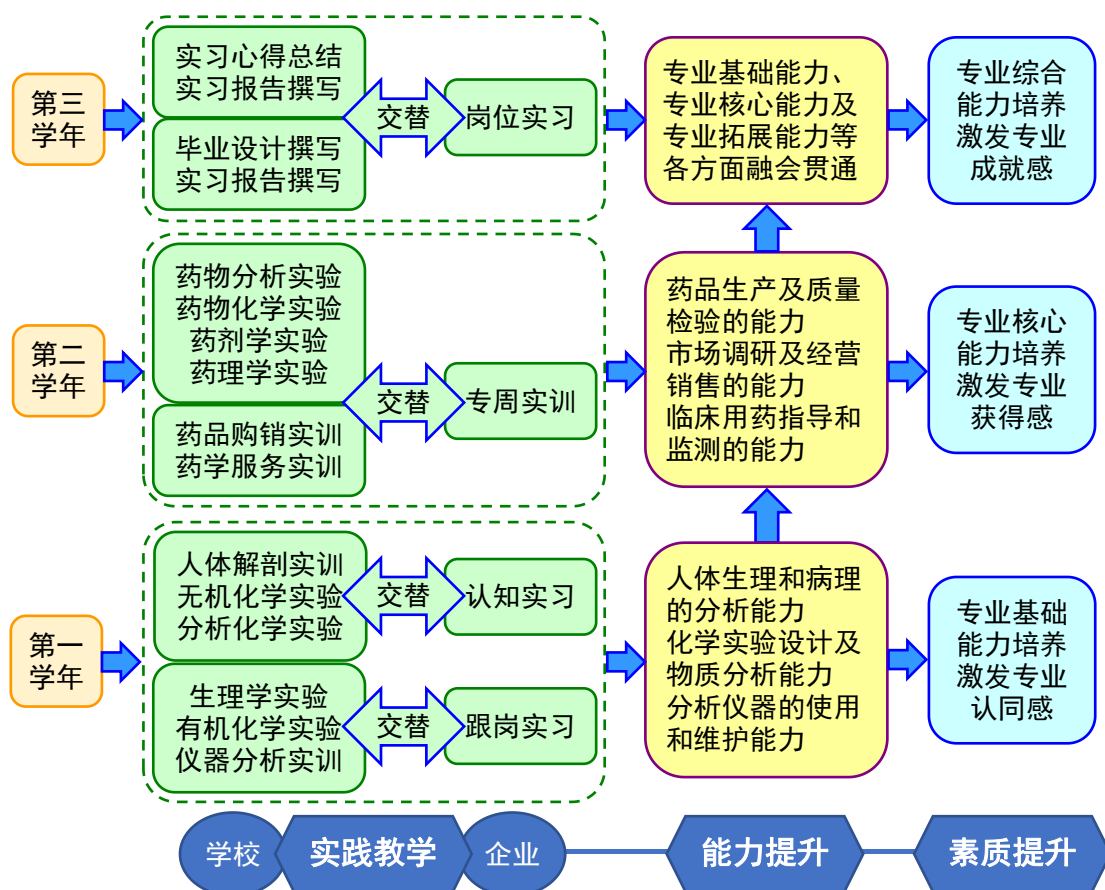 第三
学年
实习心得总结
实习报告撰写
毕业设计撰写
实习报告撰写
交替
岗位实习
专业基础能力、
专业核心能力及
专业拓展能力等
各方面融会贯通
专业综合
能力培养
激发专业
成就感
第二
学年
药物分析实验
药物化学实验
药剂学实验
药理学实验
药品购销实训
药学服务实训
交替
专周实训
药品生产及质量
检验的能力
市场调研及经营
销售的能力
临床用药指导和
监测的能力
专业核心
能力培养
激发专业
获得感
第一
学年
人体解剖实训
无机化学实验
分析化学实验
交替
认知实习
生理学实验
有机化学实验
仪器分析实训
交替
跟岗实习
人体生理和病理
的分析能力
化学实验设计及
物质分析能力
分析仪器的使用
和维护能力
专业基础
能力培养
激发专业
认同感
学校
实践教学
企业
能力提升
素质提升